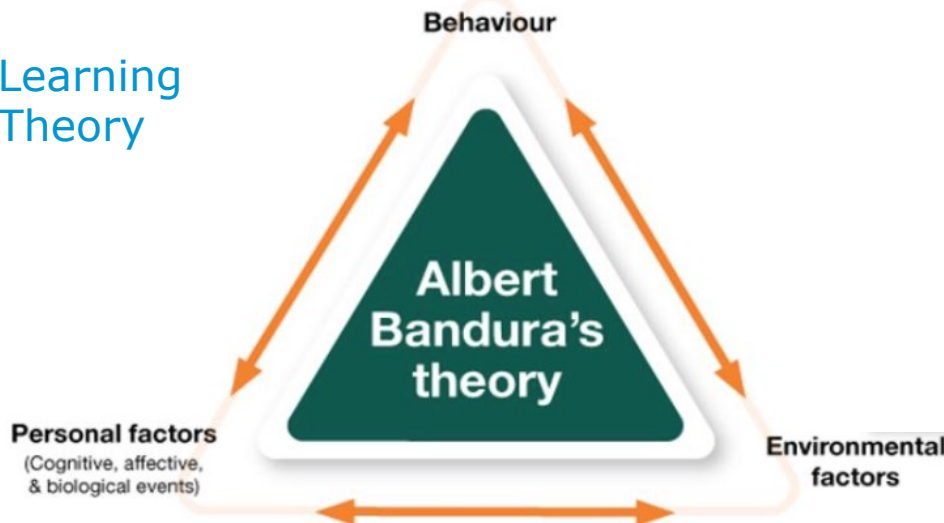 Behaviour
Learning
Theory
Albert
Bandura's
theory
Personal factors
(Cognitive, affective,
& biological events)
Environmental
factors